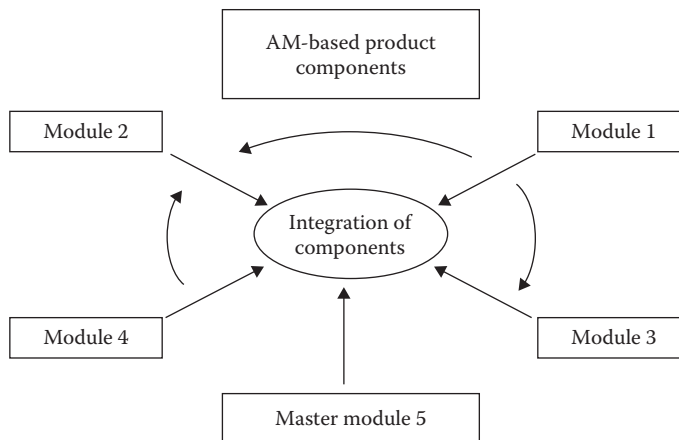 AM-based product
components
Module 2
Module 1
Integration of
components
Module 4
Module 3
Master module 5